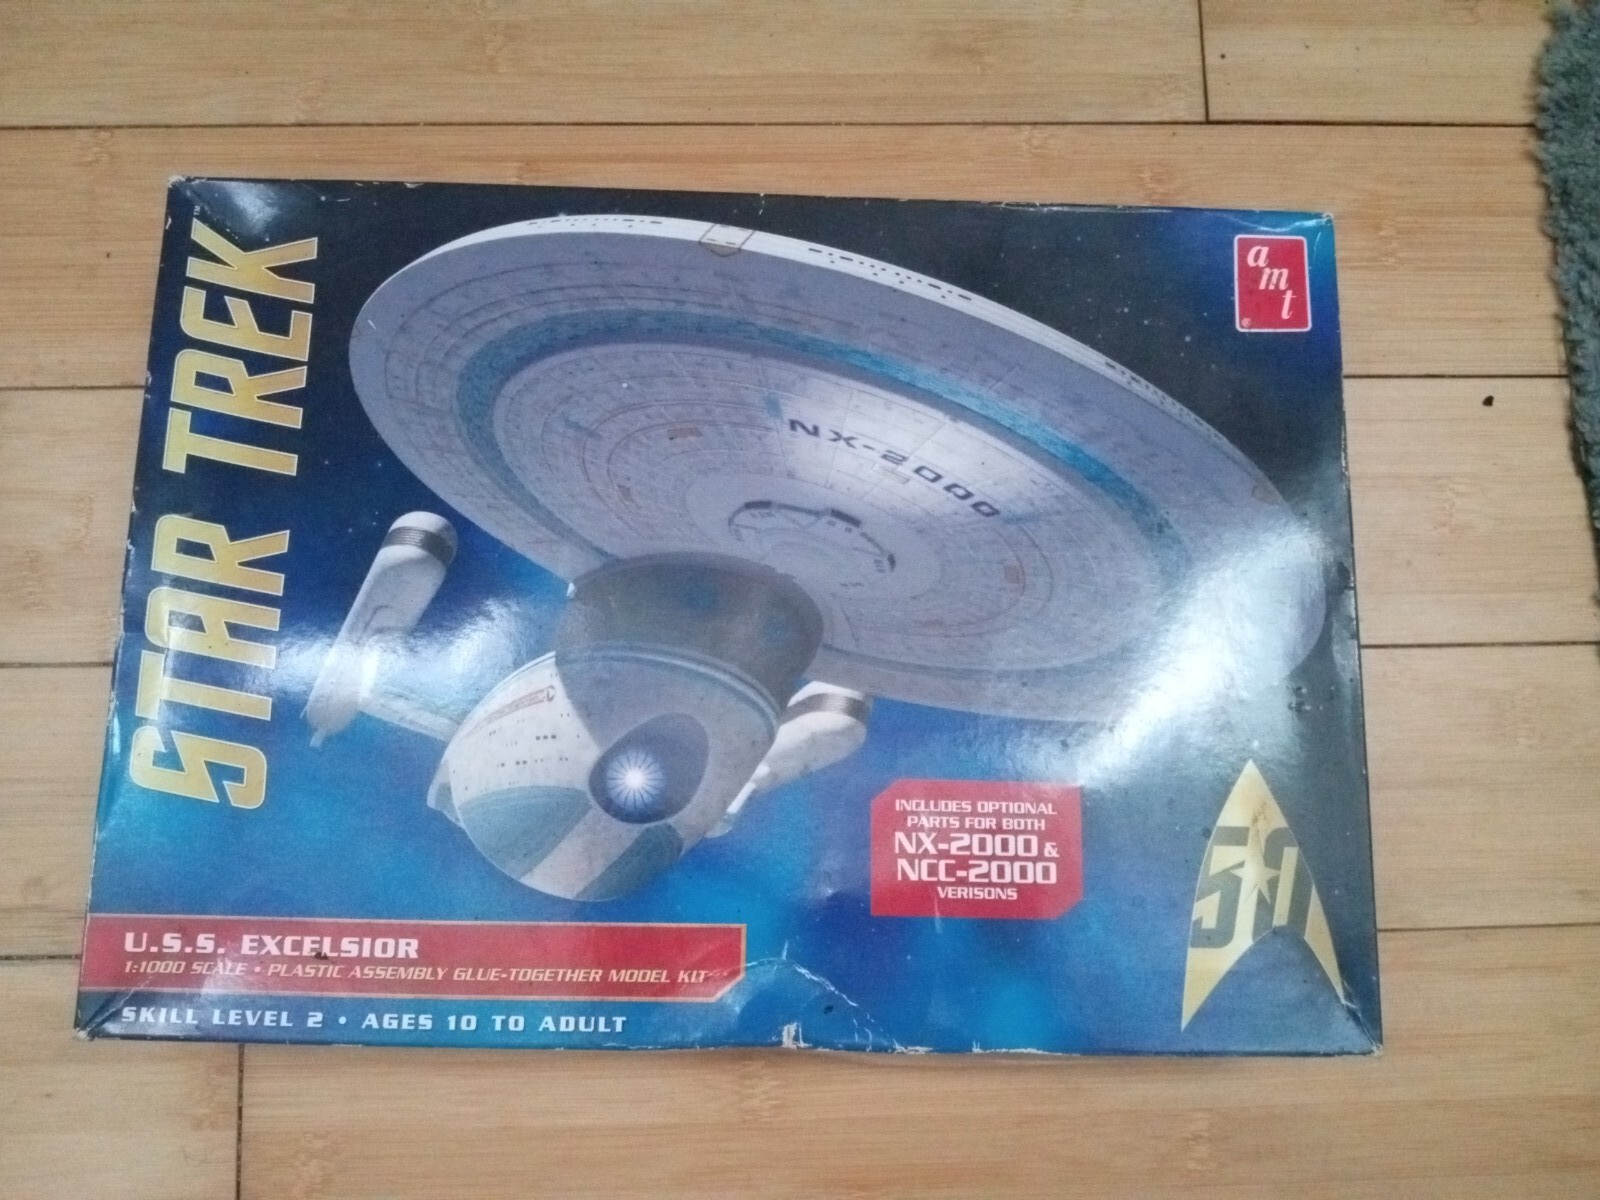 STAR TREK™
amt®
NX-2000
INCLUDES OPTIONAL
PARTS FOR BOTH
NX-2000 &
NCC-2000
VERISONS
50
U.S.S. EXCELSIOR
1:1000 SCALE • PLASTIC ASSEMBLY GLUE-TOGETHER MODEL KIT
SKILL LEVEL 2 • AGES 10 TO ADULT